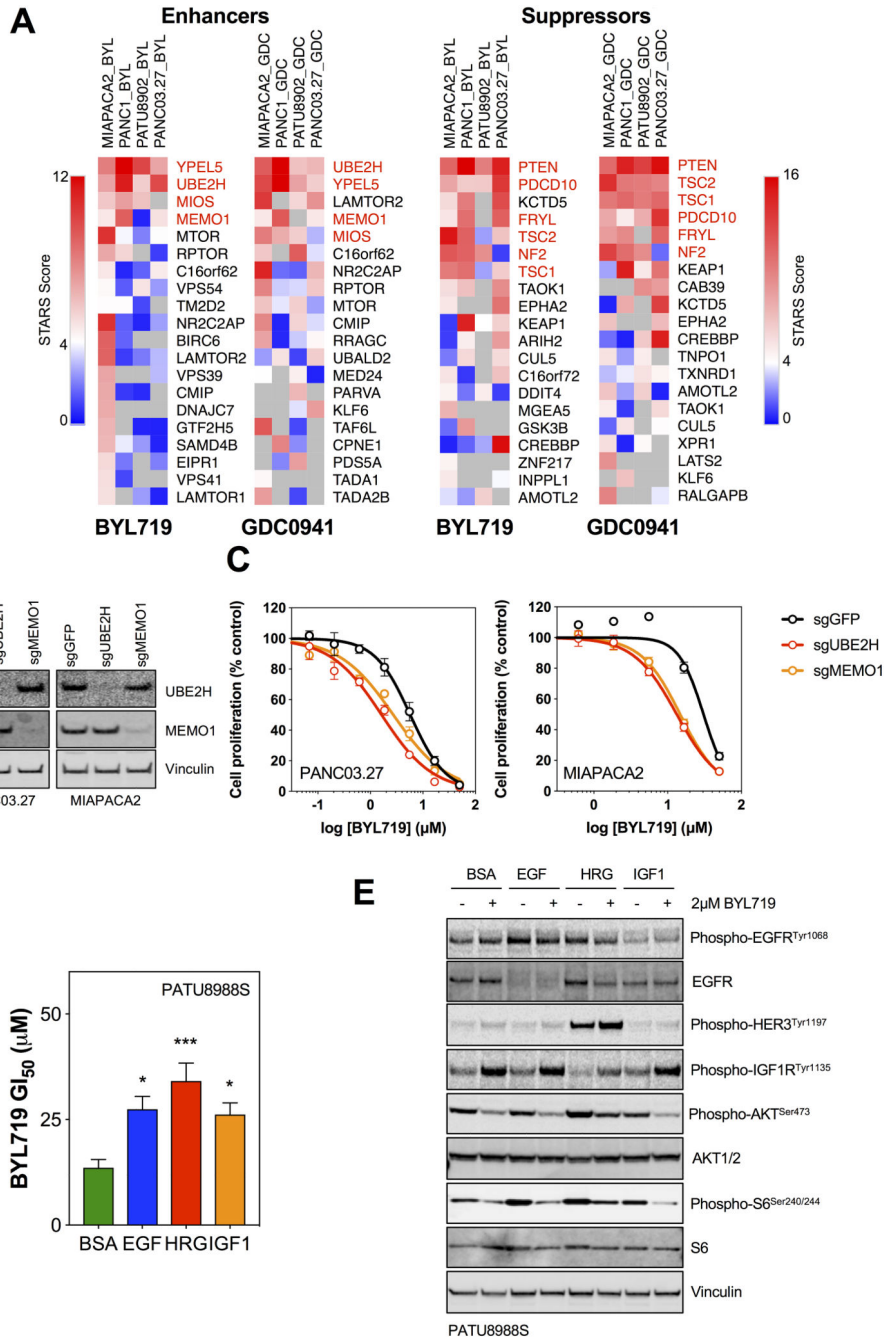 A
Enhancers
Suppressors
MIAPACA2_BYL
PANC1_BYL
PATU8902_BYL
PANC03.27_BYL
MIAPACA2_GDC
PANC1_GDC
PATU8902_GDC
PANC03.27_GDC
MIAPACA2_GDC
PANC1_GDC
PATU8902_GDC
PANC03.27_BYL
MIAPACA2_BYL
PANC1_BYL
PATU8902_BYL
PANC03.27_GDC
12
4
0
STARS Score
YPEL5
UBE2H
MIOS
MEMO1
MTOR
RPTOR
C16orf62
VPS54
TM2D2
NR2C2AP
BIRC6
LAMTOR2
VPS39
CMIP
DNAJC7
GTF2H5
SAMD4B
EIPR1
VPS41
LAMTOR1
BYL719
UBE2H
YPEL5
LAMTOR2
MEMO1
MIOS
C16orf62
NR2C2AP
RPTOR
MTOR
CMIP
RRAGC
UBALD2
MED24
PARVA
KLF6
TAF6L
CPNE1
PDS5A
TADA1
TADA2B
GDC0941
PTEN
PDCD10
KCTD5
FRYL
TSC2
NF2
TSC1
TAOK1
EPHA2
KEAP1
ARIH2
CUL5
C16orf72
DDIT4
MGEA5
GSK3B
CREBBP
ZNF217
INPPL1
AMOTL2
BYL719
PTEN
TSC2
TSC1
PDCD10
FRYL
NF2
KEAP1
CAB39
KCTD5
EPHA2
CREBBP
TNPO1
TXNRD1
AMOTL2
TAOK1
CUL5
XPR1
LATS2
KLF6
RALGAPB
GDC0941
16
4
0
STARS Score
sgUBE2H
sgMEMO1
sgGFP
sgUBE2H
sgMEMO1
UBE2H
MEMO1
Vinculin
03.27
MIAPACA2
C
Cell proliferation (% control)
120
100
80
60
40
20
0
PANC03.27
-1
0
1
2
log [BYL719] (µM)
Cell proliferation (% control)
120
100
80
60
40
20
0
MIAPACA2
0
1
2
log [BYL719] (µM)
sgGFP
sgUBE2H
sgMEMO1
BYL719 GI50 (µM)
50
25
0
PATU8988S
*
***
*
BSA
EGF
HRG
IGF1
E
BSA EGF HRG IGF1
- + - + - + - + 2µM BYL719
Phospho-EGFRTyr1068
EGFR
Phospho-HER3Tyr1197
Phospho-IGF1RTyr1135
Phospho-AKTSer473
AKT1/2
Phospho-S6Ser240/244
S6
Vinculin
PATU8988S